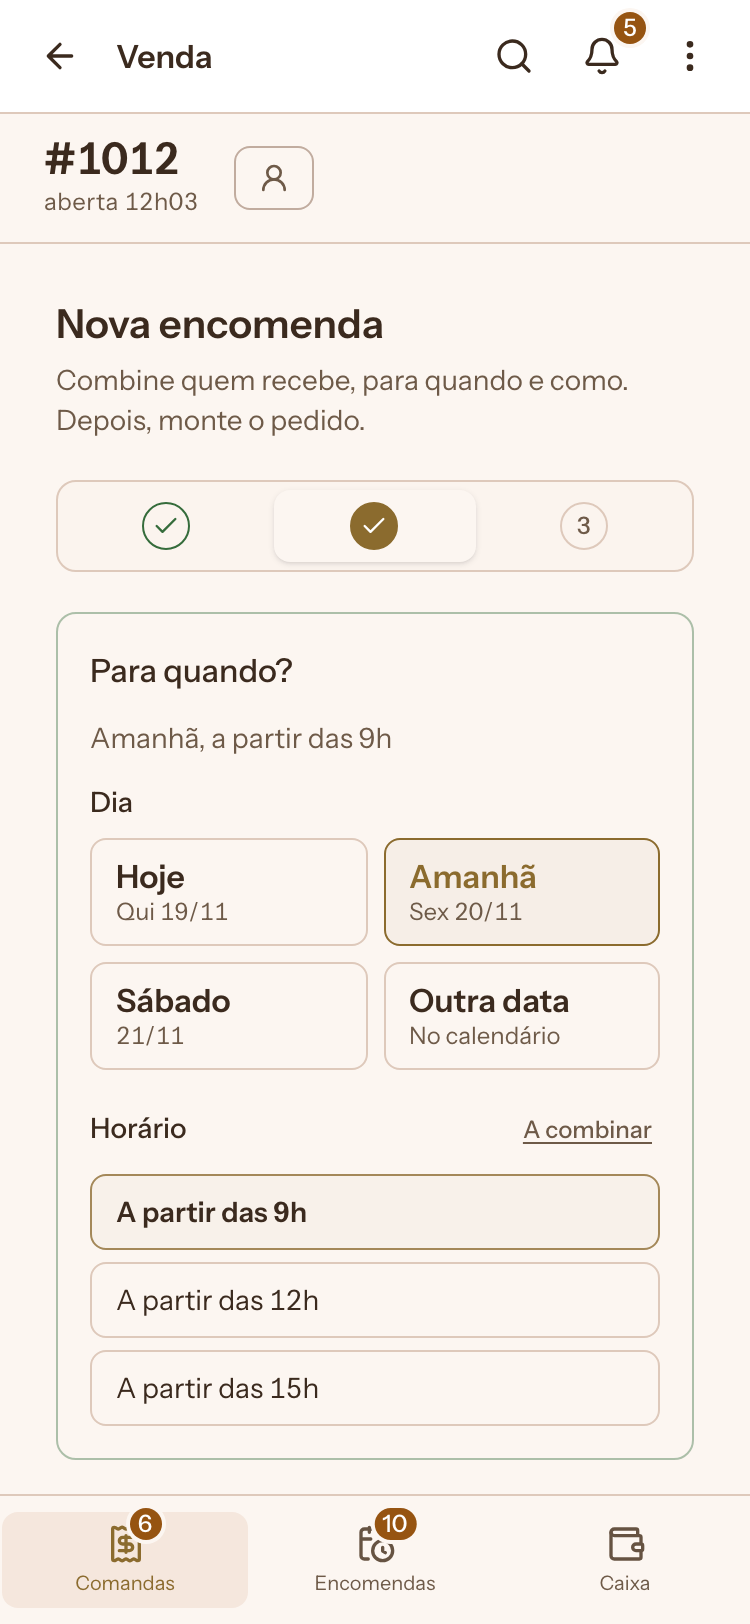 Venda
5
#1012
aberta 12h03
Nova encomenda
Combine quem recebe, para quando e como.
Depois, monte o pedido.
3
Para quando?
Amanhã, a partir das 9h
Dia
Hoje
Qui 19/11
Amanhã
Sex 20/11
Sábado
21/11
Outra data
No calendário
Horário
A combinar
A partir das 9h
A partir das 12h
A partir das 15h
6
Comandas
10
Encomendas
Caixa